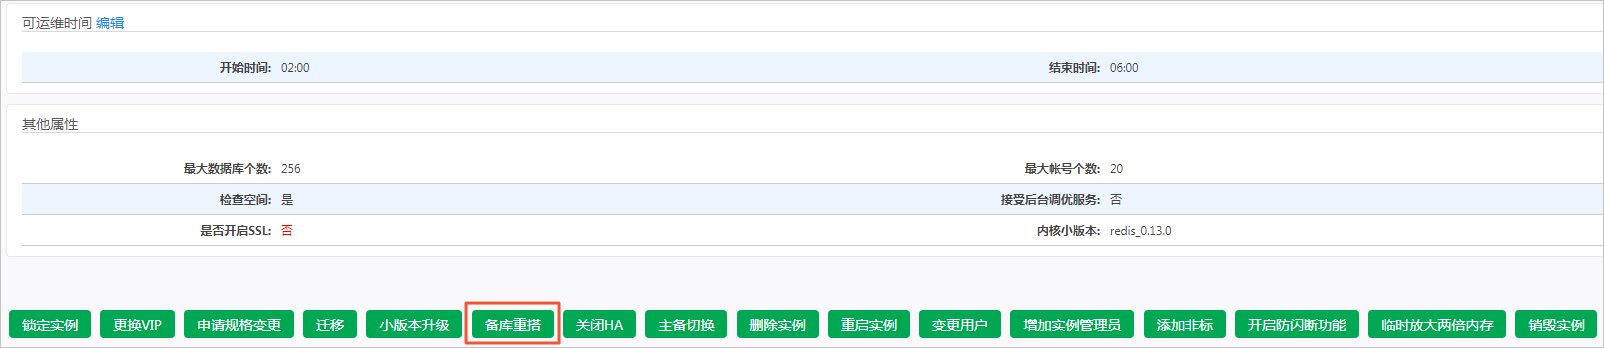 可运维时间 编辑
开始时间: 02:00 结束时间: 06:00
其他属性
最大数据库个数: 256 最大帐号个数: 20
检查空间: 是 接受后台调优服务: 否
是否开启SSL: 否 内核小版本: redis_0.13.0
锁定实例 更换VIP 申请规格变更 迁移 小版本升级 备库重搭 关闭HA 主备切换 删除实例 重启实例 变更用户 增加实例管理员 添加非标 开启防闪断功能 临时放大两倍内存 销毁实例